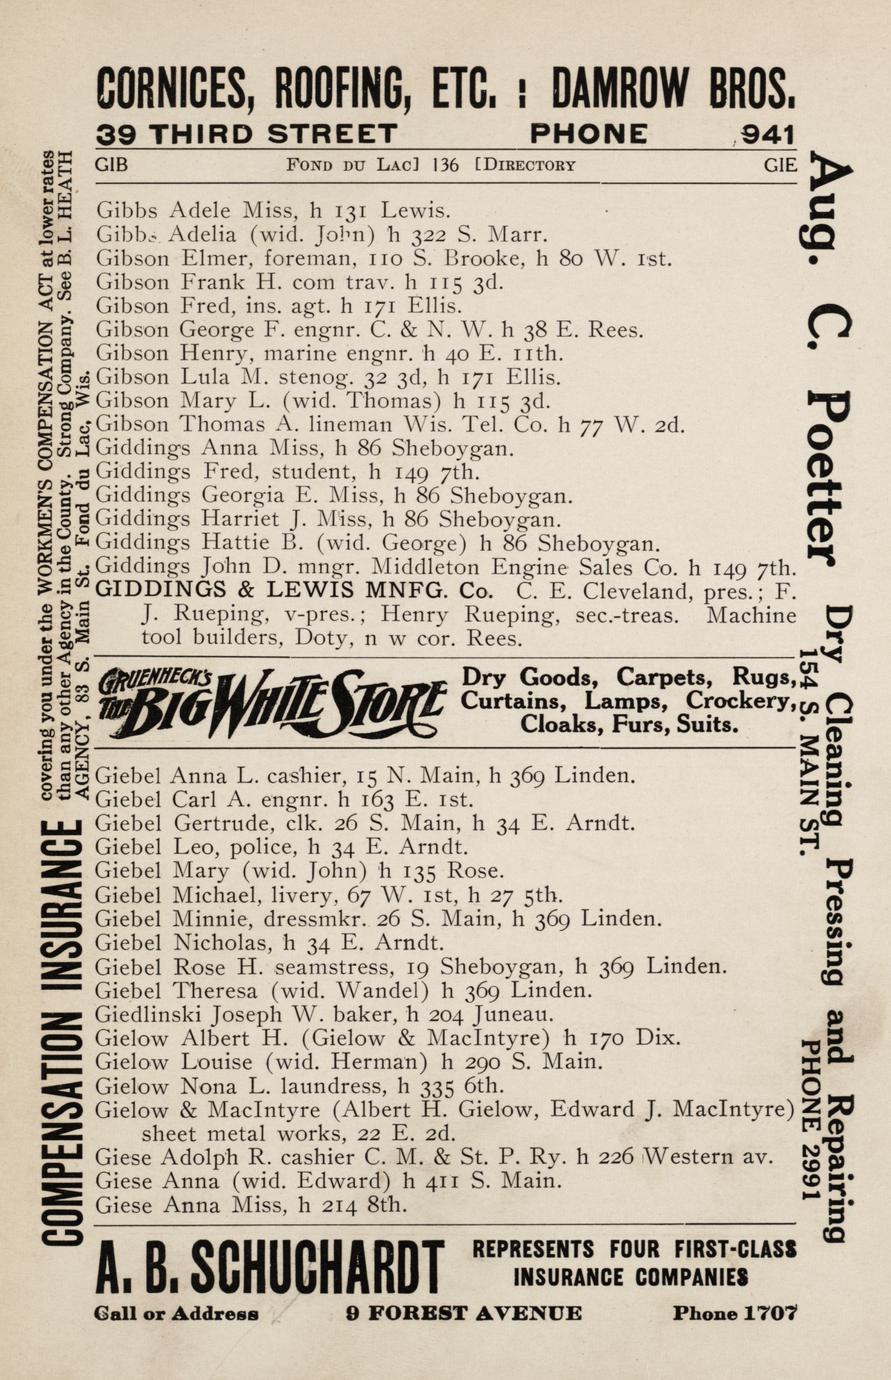 CORNICES, ROOFING, ETC. : DAMROW BROS.
39 THIRD STREET PHONE 941
GIB FOND DU LAC] 136 [DIRECTORY GIE
Gibbs Adele Miss, h 131 Lewis.
Gibbs Adelia (wid. John) h 322 S. Marr.
Gibson Elmer, foreman, 110 S. Brooke, h 80 W. 1st.
Gibson Frank H. com trav. h 115 3d.
Gibson Fred, ins. agt. h 171 Ellis.
Gibson George F. engnr. C. & N. W. h 38 E. Rees.
Gibson Henry, marine engnr. h 40 E. 11th.
Gibson Lula M. stenog. 32 3d, h 171 Ellis.
Gibson Mary L. (wid. Thomas) h 115 3d.
Gibson Thomas A. lineman Wis. Tel. Co. h 77 W. 2d.
Giddings Anna Miss, h 86 Sheboygan.
Giddings Fred, student, h 149 7th.
Giddings Georgia E. Miss, h 86 Sheboygan.
Giddings Harriet J. Miss, h 86 Sheboygan.
Giddings Hattie B. (wid. George) h 86 Sheboygan.
Giddings John D. mngr. Middleton Engine Sales Co. h 149 7th.
GIDDINGS & LEWIS MNFG. Co. C. E. Cleveland, pres.; F.
J. Rueping, v-pres.; Henry Rueping, sec.-treas. Machine
tool builders, Doty, n w cor. Rees.
GRUENHECK'S
THE BIG WHITE STORE
Dry Goods, Carpets, Rugs,
Curtains, Lamps, Crockery,
Cloaks, Furs, Suits.
Giebel Anna L. cashier, 15 N. Main, h 369 Linden.
Giebel Carl A. engnr. h 163 E. 1st.
Giebel Gertrude, clk. 26 S. Main, h 34 E. Arndt.
Giebel Leo, police, h 34 E. Arndt.
Giebel Mary (wid. John) h 135 Rose.
Giebel Michael, livery, 67 W. 1st, h 27 5th.
Giebel Minnie, dressmkr. 26 S. Main, h 369 Linden.
Giebel Nicholas, h 34 E. Arndt.
Giebel Rose H. seamstress, 19 Sheboygan, h 369 Linden.
Giebel Theresa (wid. Wandel) h 369 Linden.
Giedlinski Joseph W. baker, h 204 Juneau.
Gielow Albert H. (Gielow & MacIntyre) h 170 Dix.
Gielow Louise (wid. Herman) h 290 S. Main.
Gielow Nona L. laundress, h 335 6th.
Gielow & MacIntyre (Albert H. Gielow, Edward J. MacIntyre)
sheet metal works, 22 E. 2d.
Giese Adolph R. cashier C. M. & St. P. Ry. h 226 Western av.
Giese Anna (wid. Edward) h 411 S. Main.
Giese Anna Miss, h 214 8th.
A. B. SCHUCHARDT
REPRESENTS FOUR FIRST-CLASS
INSURANCE COMPANIES
Call or Address 9 FOREST AVENUE Phone 1707
COMPENSATION INSURANCE
covering you under the WORKMEN'S COMPENSATION ACT at lower rates
than any other Agency in the County. Strong Company. See B. L. HEATH
AGENCY, 83 S. Main St. Fond du Lac, Wis.
Aug. C. Poetter Dry Cleaning Pressing and Repairing
154 S. MAIN ST. PHONE 2991